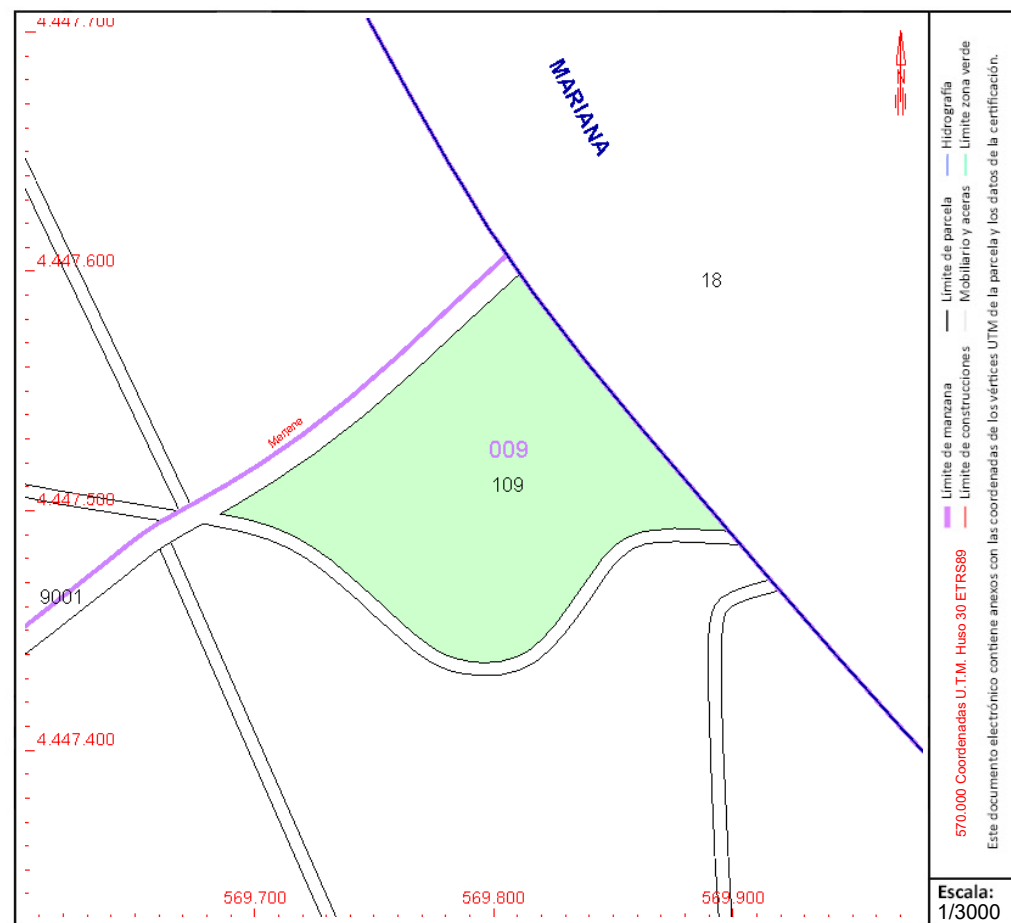 4.447.700
MARIANA
N
4.447.600
18
Mariana
009
109
4.447.500
9001
4.447.400
569.700
569.800
569.900
Límite de manzana
Límite de parcela
Hidrografía
Límite de construcciones
Mobiliario y aceras
Límite zona verde
570.000 Coordenadas U.T.M. Huso 30 ETRS89
Este documento electrónico contiene anexos con las coordenadas de los vértices UTM de la parcela y los datos de la certificación.
Escala:
1/3000